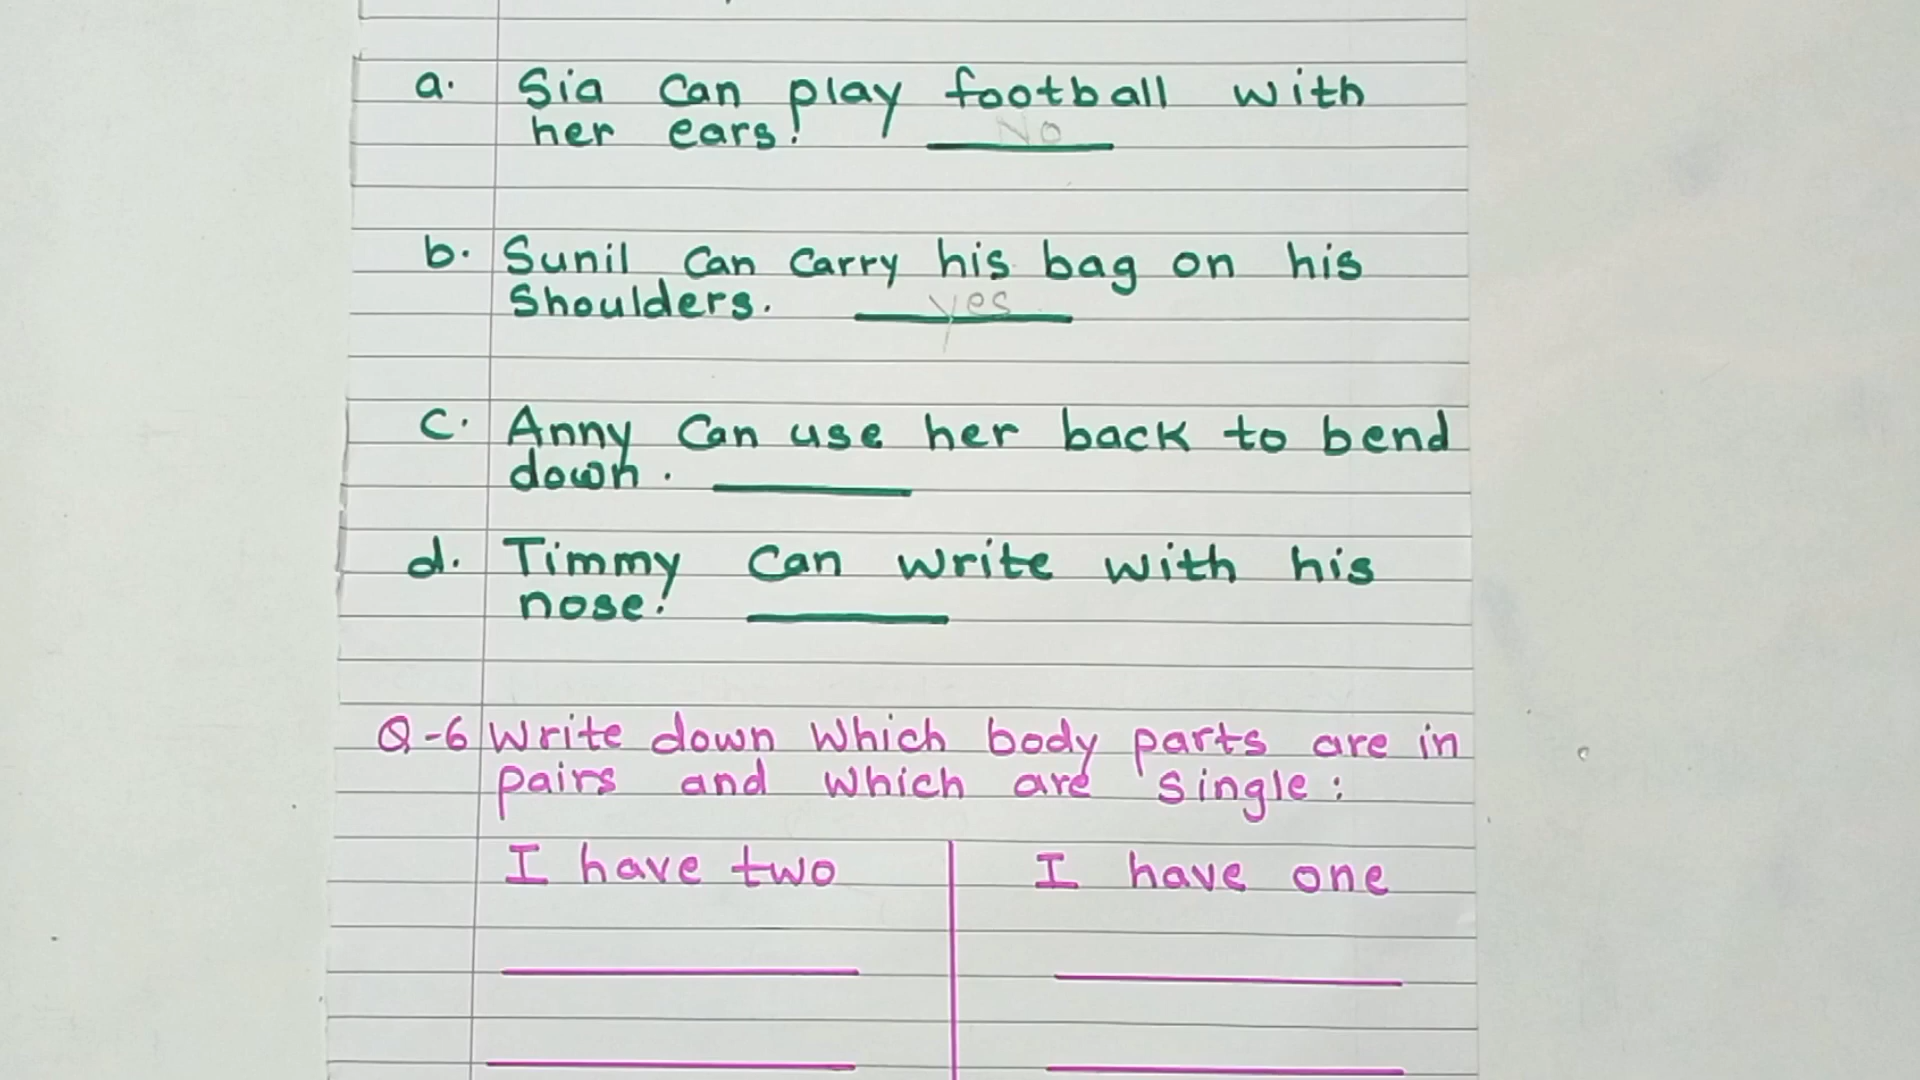 a. Sia can play football with
her ears! No
b. Sunil can carry his bag on his
shoulders. yes
c. Anny can use her back to bend
down.
d. Timmy can write with his
nose!
Q-6 Write down which body parts are in
pairs and which are single:
I have two I have one